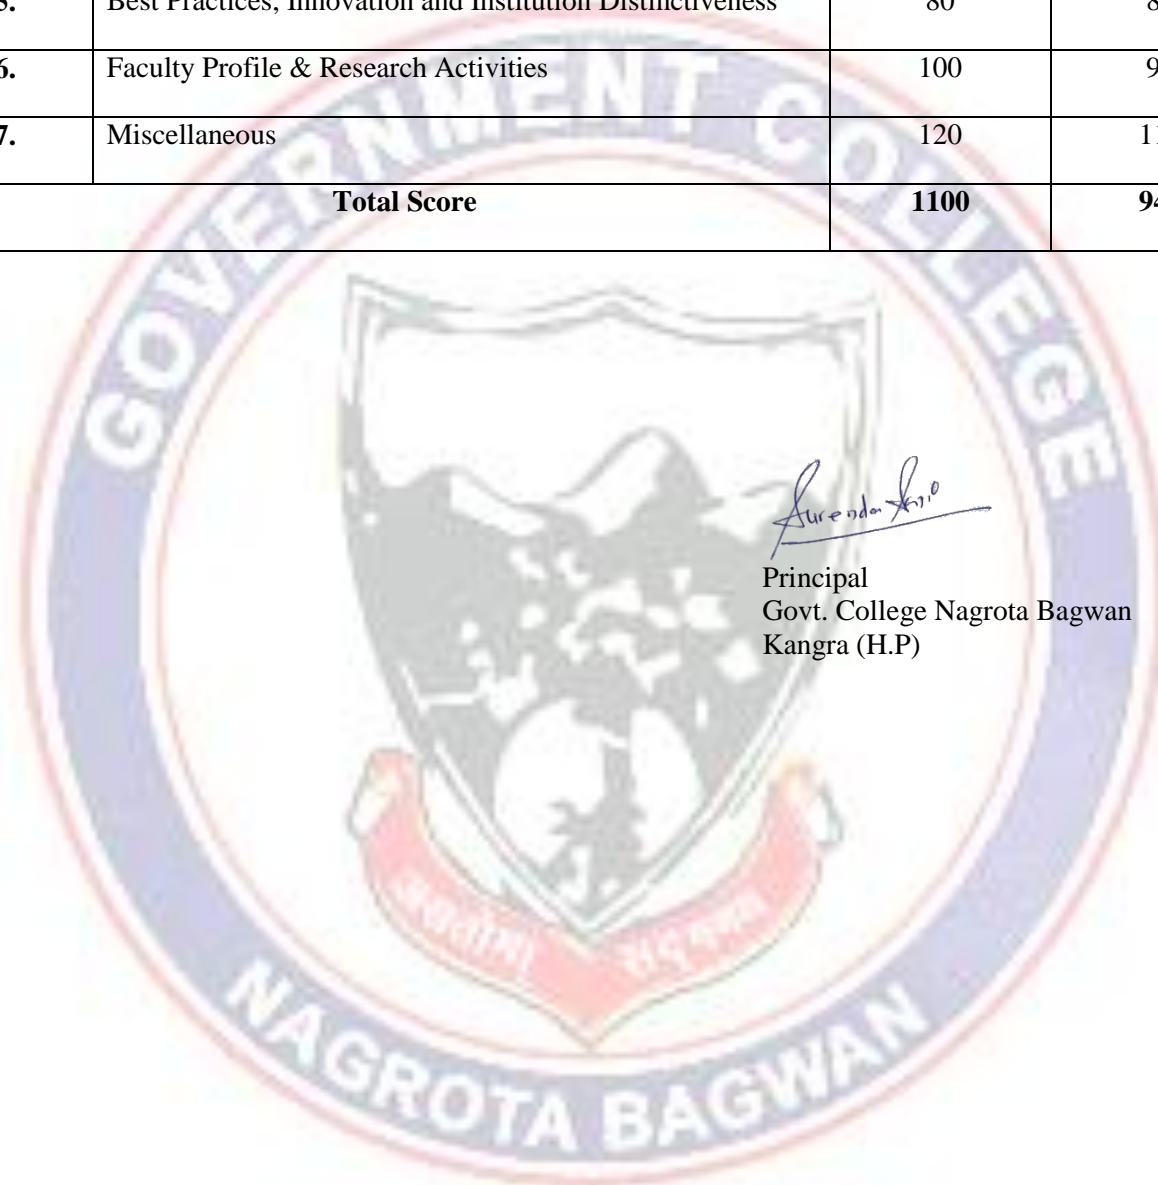 5. Best Practices, Innovation and Institution Distinctiveness 80 8
6. Faculty Profile & Research Activities 100 9
7. Miscellaneous 120 11
Total Score 1100 94
GOVERNMENT COLLEGE
Principal
Govt. College Nagrota Bagwan
Kangra (H.P)
NAGROTA BAGWAN